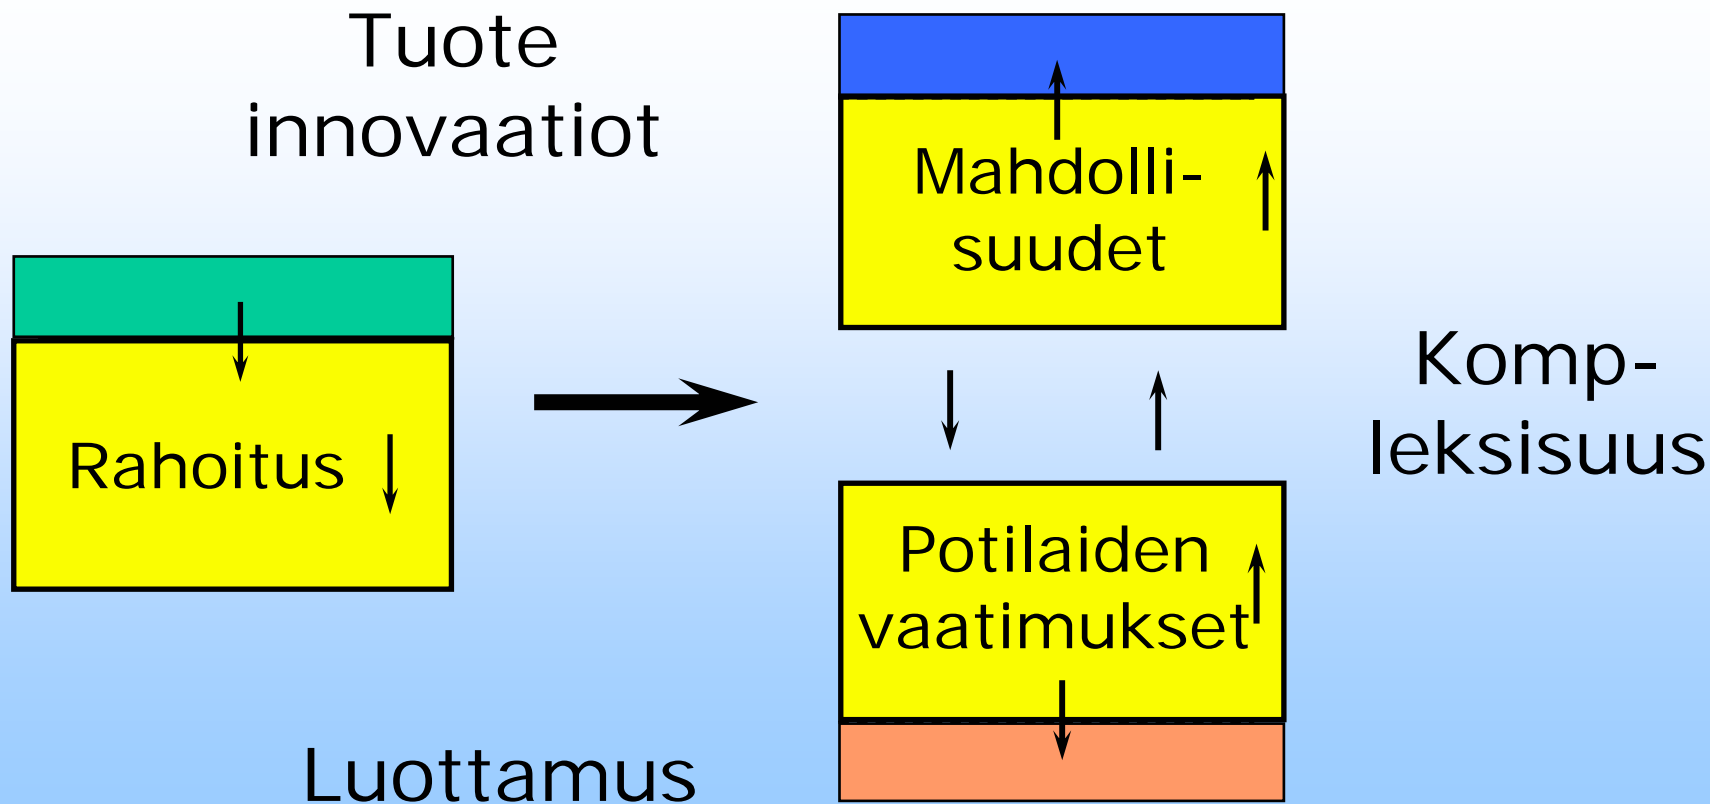 Tuote
innovaatiot
Mahdolli-
suudet
Rahoitus
Komp-
leksisuus
Potilaiden
vaatimukset
Luottamus